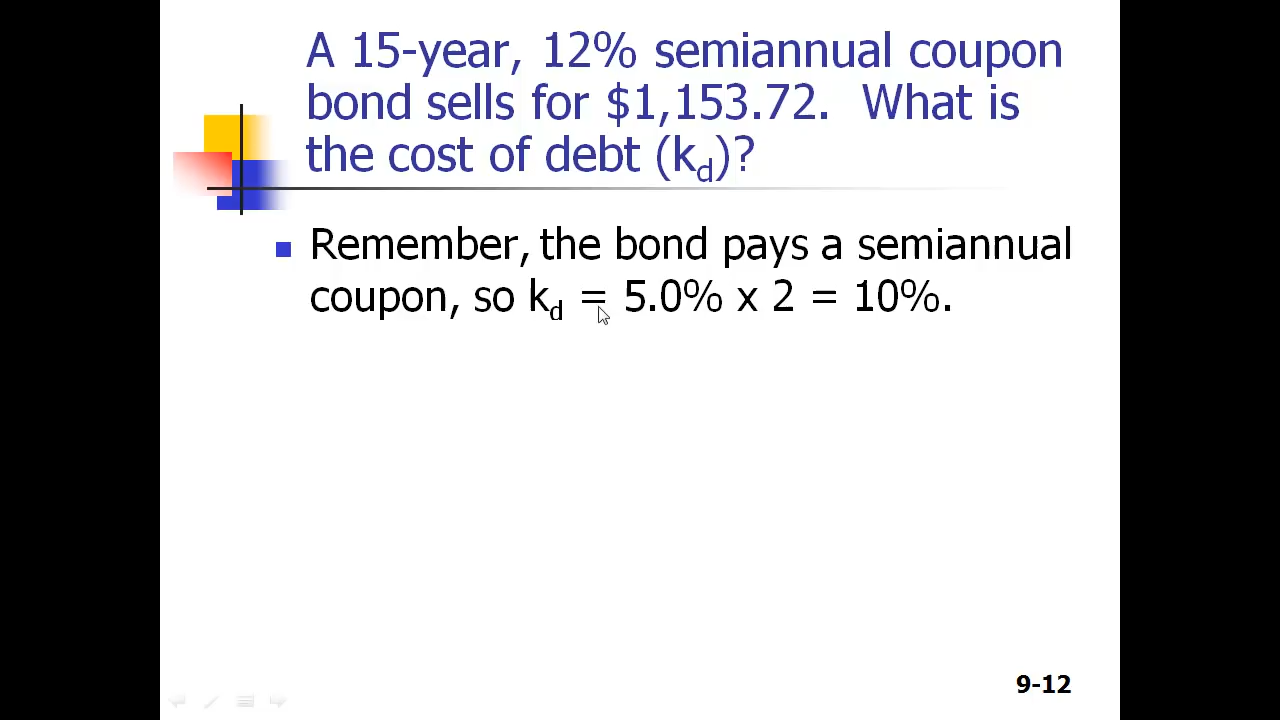 A 15-year, 12% semiannual coupon
bond sells for $1,153.72.  What is
the cost of debt (kd)?
Remember, the bond pays a semiannual
coupon, so kd = 5.0% x 2 = 10%.
9-12